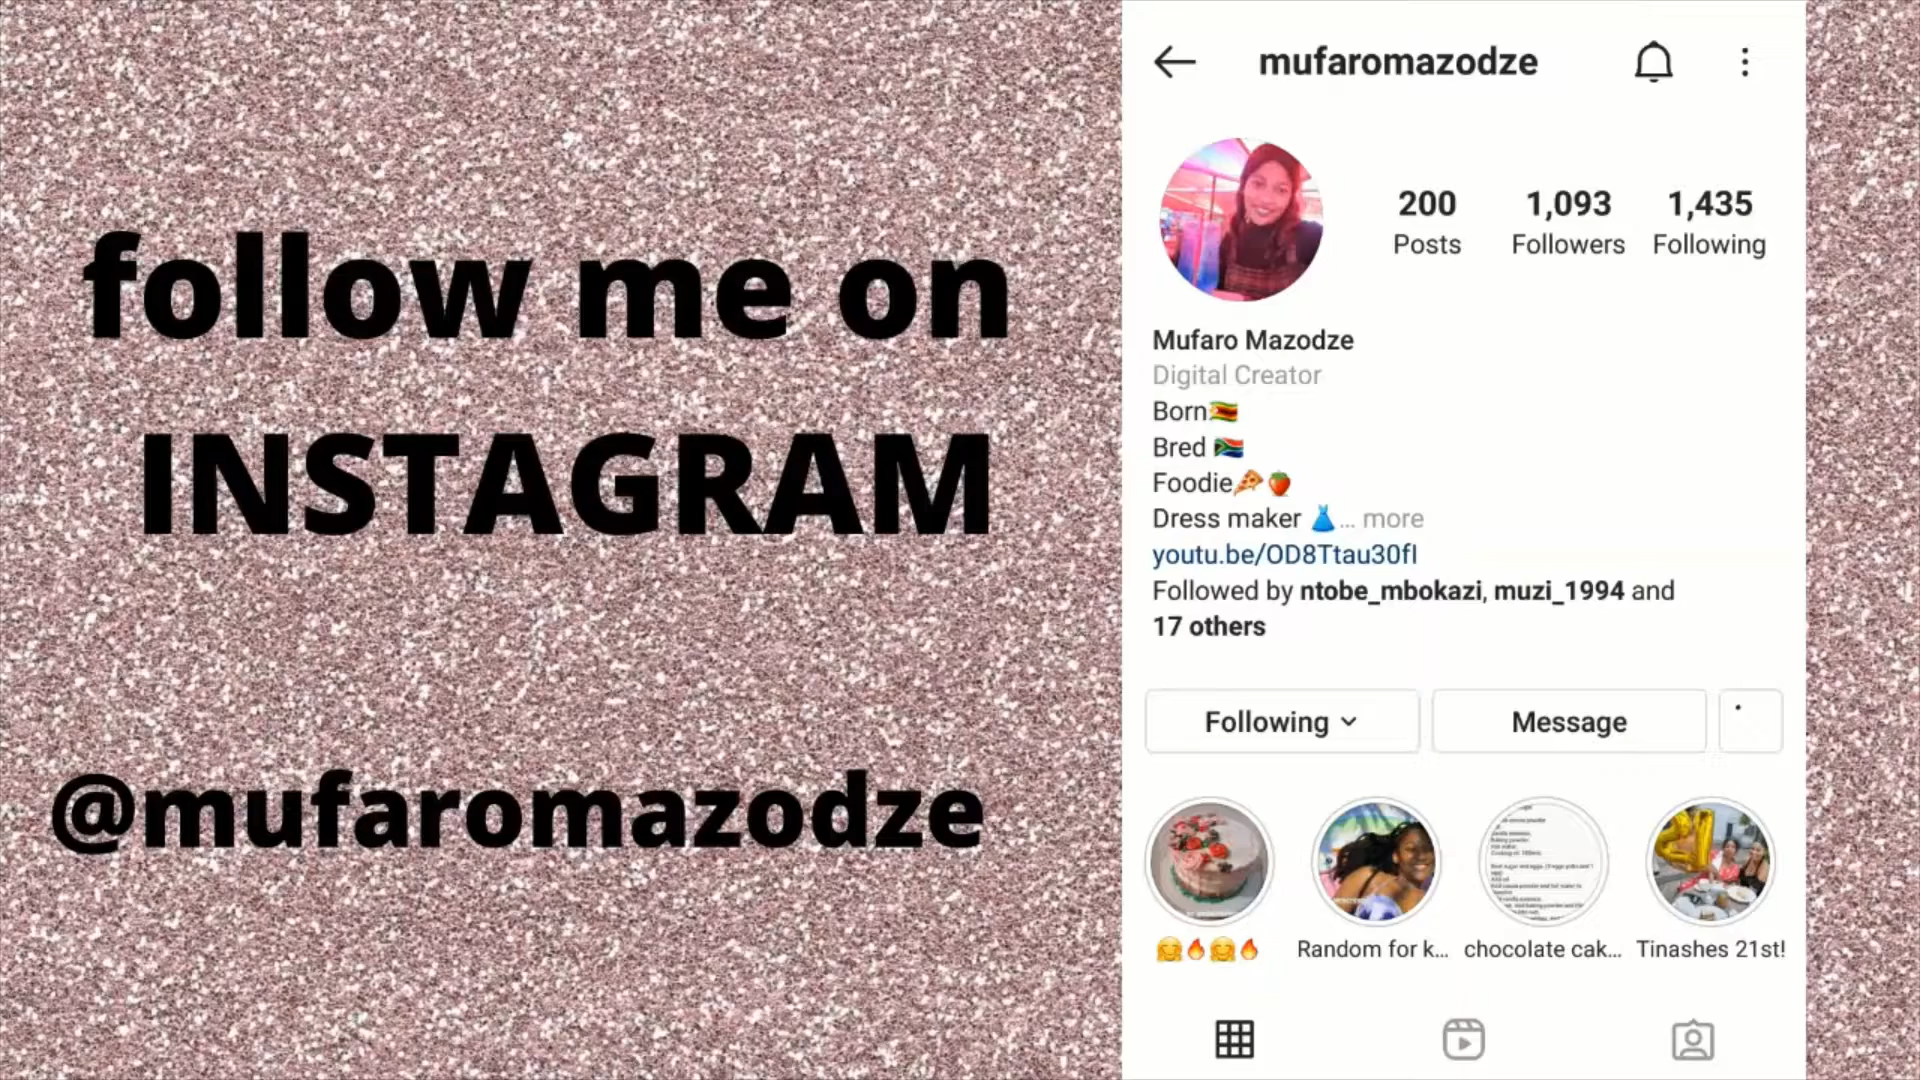 follow me on
INSTAGRAM
@mufaromazodze
mufaromazodze
200
Posts
1,093
Followers
1,435
Following
Mufaro Mazodze
Digital Creator
Born🇿🇼
Bred 🇿🇦
Foodie🍕🍓
Dress maker 👗... more
youtu.be/OD8Ttau30fI
Followed by ntobe_mbokazi, muzi_1994 and
17 others
Following
Message
🤗🔥🤗🔥
Random for k...
chocolate cak...
Tinashes 21st!